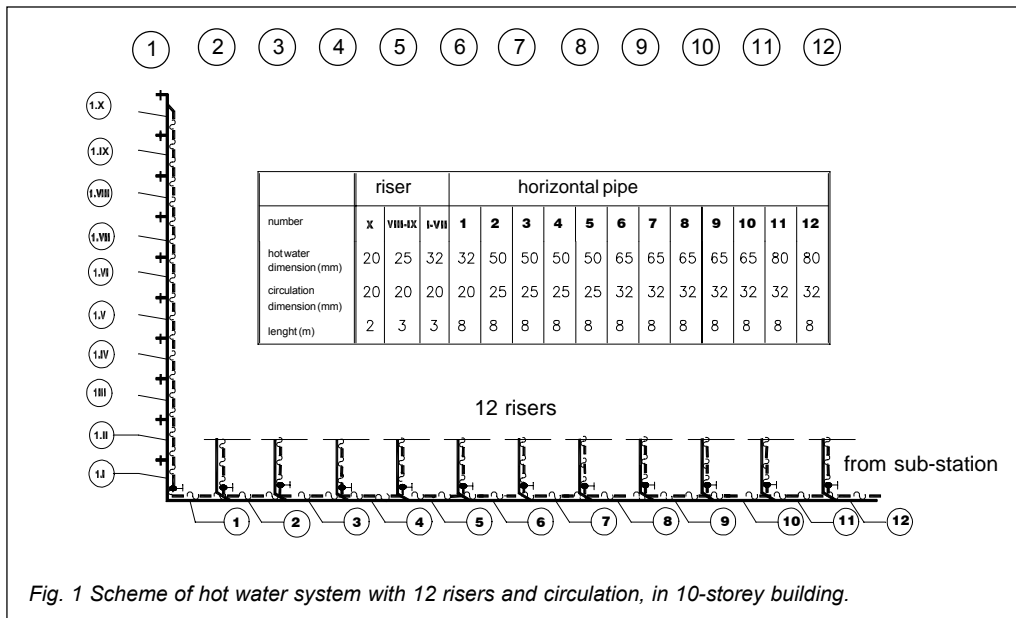 1 2 3 4 5 6 7 8 9 10 11 12
1.X
1.IX
1.VIII
1.VII
1.VI
1.V
1.IV
1III
1.II
1.I
riser horizontal pipe
number X VIII-IX I-VII 1 2 3 4 5 6 7 8 9 10 11 12
hot water
dimension (mm) 20 25 32 32 50 50 50 50 65 65 65 65 65 80 80
circulation
dimension (mm) 20 20 20 20 25 25 25 25 32 32 32 32 32 32 32
lenght (m) 2 3 3 8 8 8 8 8 8 8 8 8 8 8 8
12 risers
from sub-station
1 2 3 4 5 6 7 8 9 10 11 12
Fig. 1 Scheme of hot water system with 12 risers and circulation, in 10-storey building.